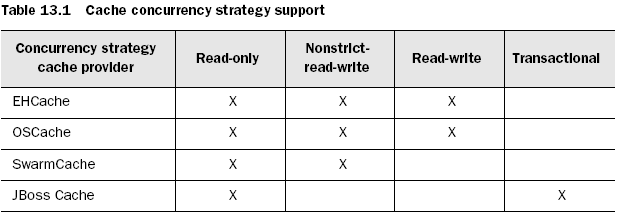 Table 13.1 Cache concurrency strategy support
Concurrency strategy cache provider Read-only Nonstrict-read-write Read-write Transactional
EHCache X X X
OSCache X X X
SwarmCache X X
JBoss Cache X X